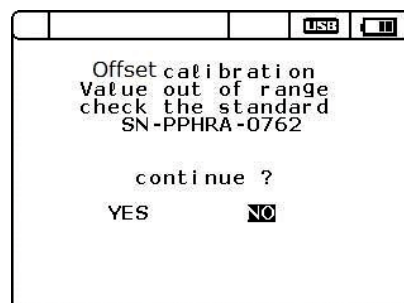 USB
Offset calibration
Value out of range
check the standard
SN-PPHRA-0762
continue ?
YES NO